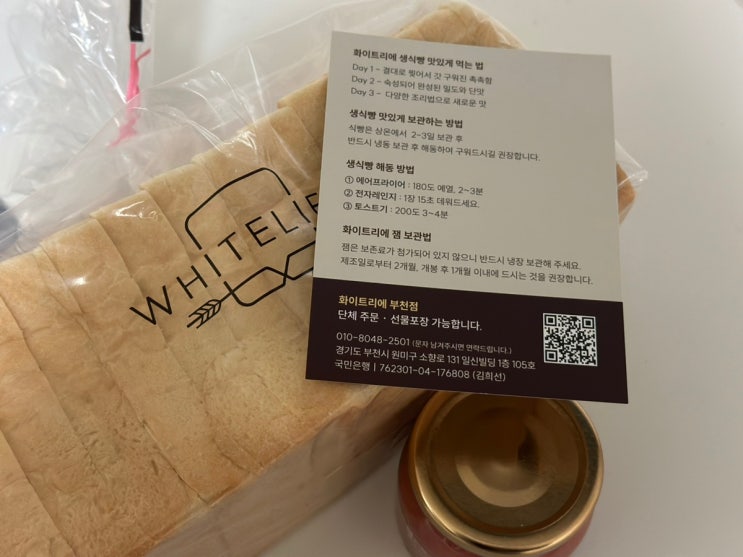 WHITELIE
화이트리에 생식빵 맛있게 먹는 법
Day 1 - 결대로 찢어서 갓 구워진 촉촉함
Day 2 - 숙성되어 완성된 밀도와 단맛
Day 3 - 다양한 조리법으로 새로운 맛
생식빵 맛있게 보관하는 방법
식빵은 상온에서 2~3일 보관 후
반드시 냉동 보관 후 해동하여 구워드시길 권장합니다.
생식빵 해동 방법
① 에어프라이어 : 180도 예열, 2~3분
② 전자레인지 : 1장 15초 데워드세요.
③ 토스트기 : 200도 3~4분
화이트리에 잼 보관법
잼은 보존료가 첨가되어 있지 않으니 반드시 냉장 보관해 주세요.
제조일로부터 2개월, 개봉 후 1개월 이내에 드시는 것을 권장합니다.
화이트리에 부천점
단체 주문 · 선물포장 가능합니다.
010-8048-2501 (문자 남겨주시면 연락드립니다.)
경기도 부천시 원미구 소향로 131 일신빌딩 1층 105호
국민은행 | 762301-04-176808 (김희선)